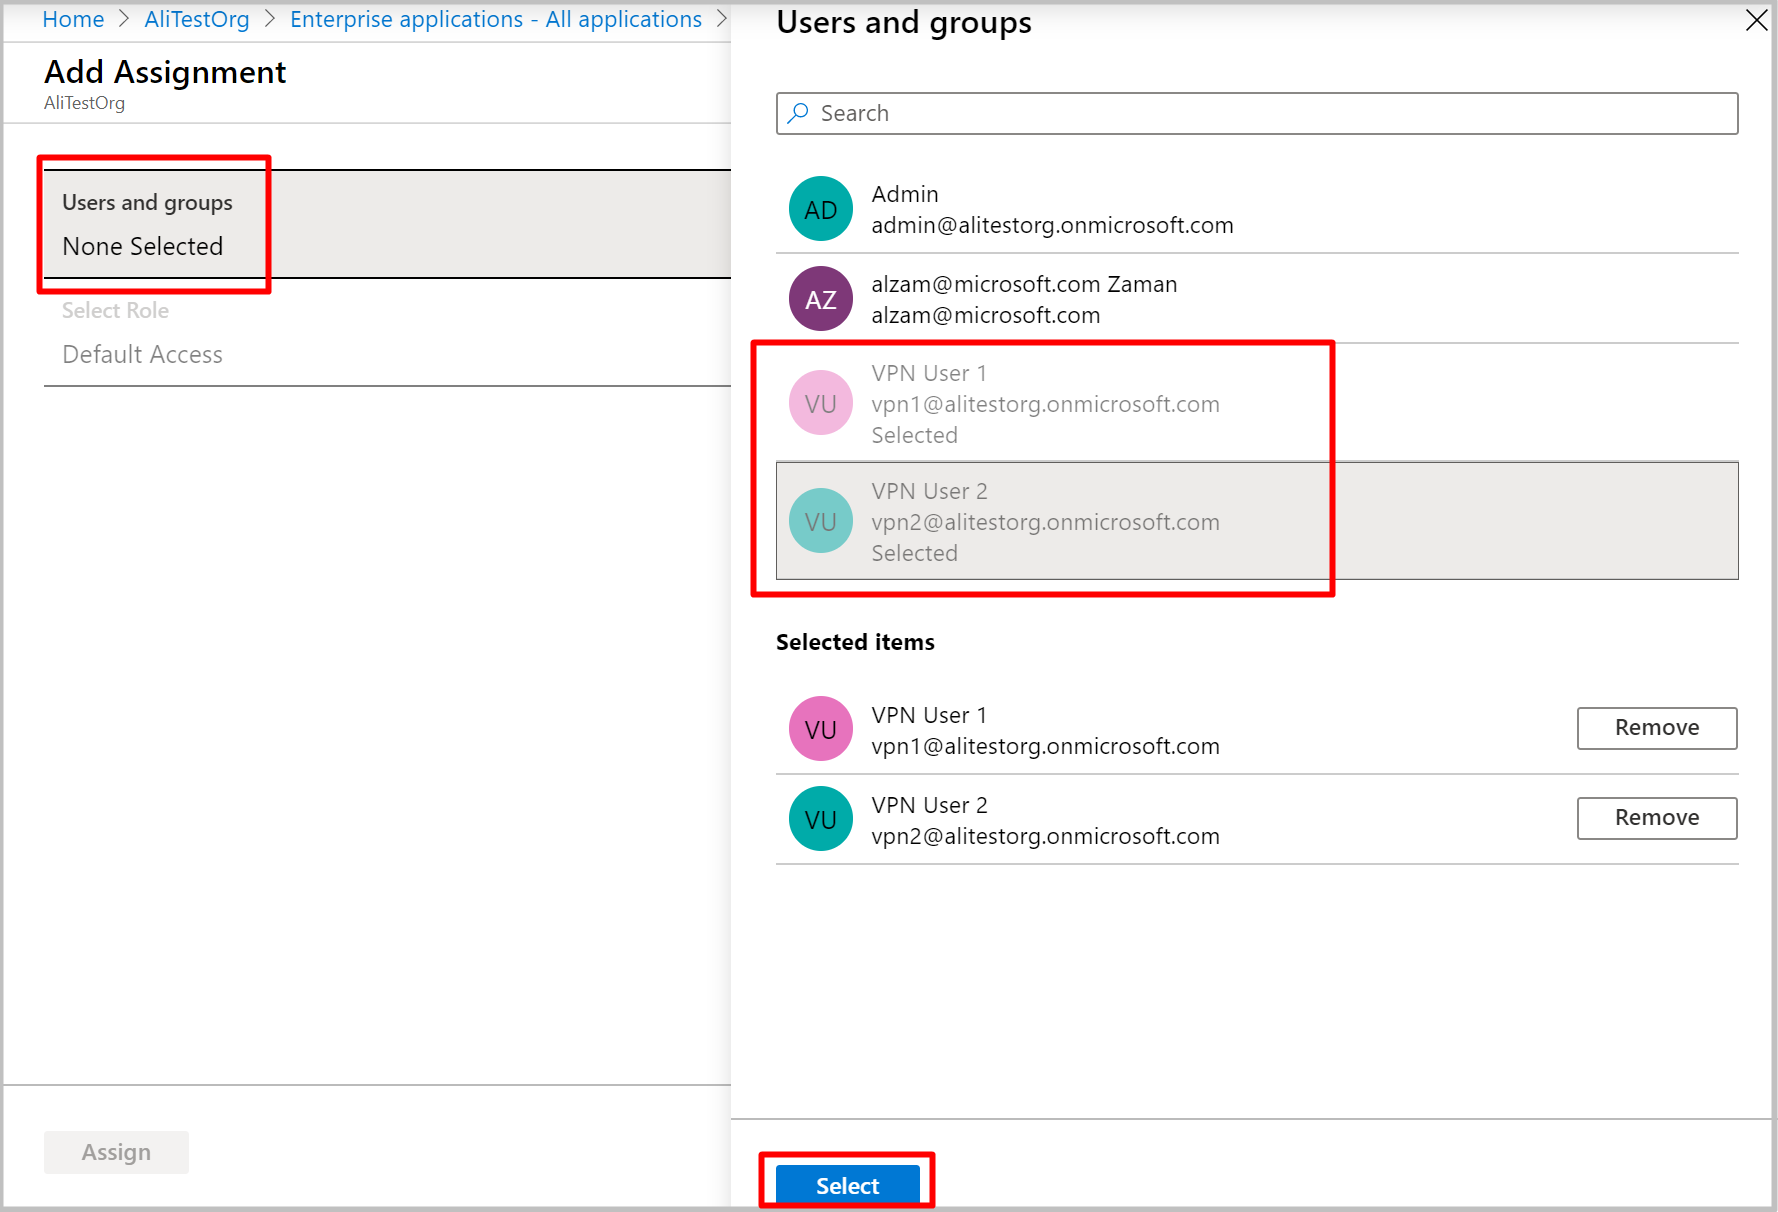 Home > AliTestOrg > Enterprise applications - All applications >
Add Assignment
AliTestOrg
Users and groups
None Selected
Select Role
Default Access
Assign
Users and groups
Search
AD
Admin
admin@alitestorg.onmicrosoft.com
AZ
alzam@microsoft.com Zaman
alzam@microsoft.com
VU
VPN User 1
vpn1@alitestorg.onmicrosoft.com
Selected
VU
VPN User 2
vpn2@alitestorg.onmicrosoft.com
Selected
Selected items
VU
VPN User 1
vpn1@alitestorg.onmicrosoft.com
Remove
VU
VPN User 2
vpn2@alitestorg.onmicrosoft.com
Remove
Select